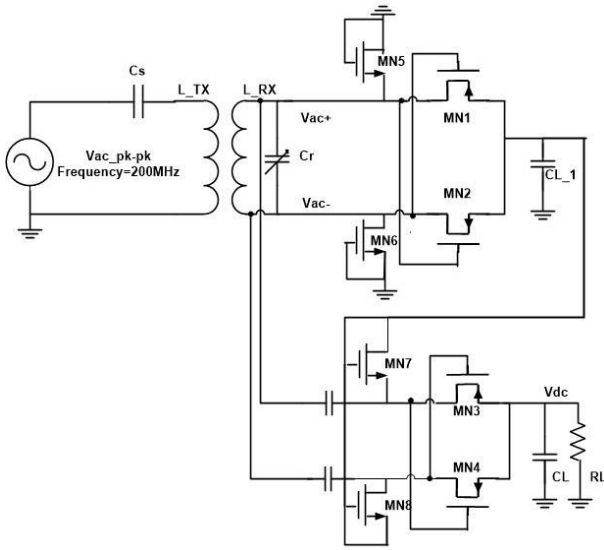 MN5
Cs
L_TX
L_RX
Vac+
MN1
Vac_pk-pk
Frequency=200MHz
Cr
CL_1
MN2
Vac-
MN6
MN7
Vdc
MN3
MN4
CL
RL
MN8